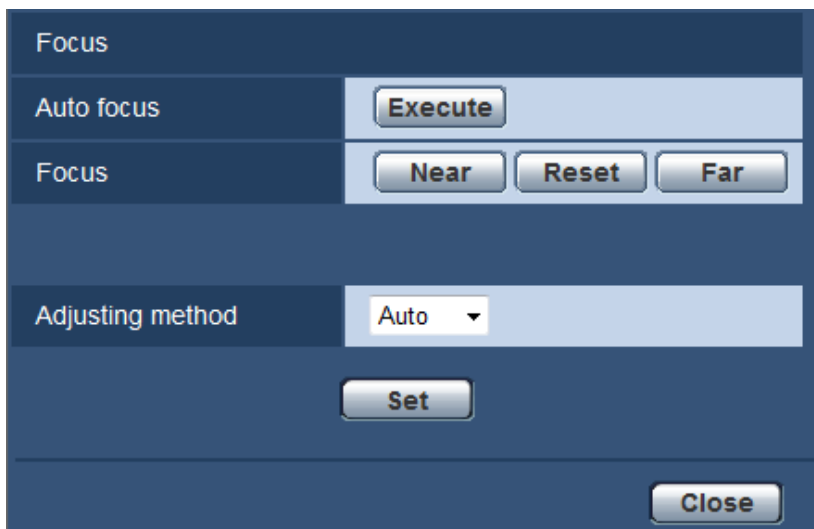 Focus
Auto focus Execute
Focus Near Reset Far
Adjusting method Auto
Set
Close